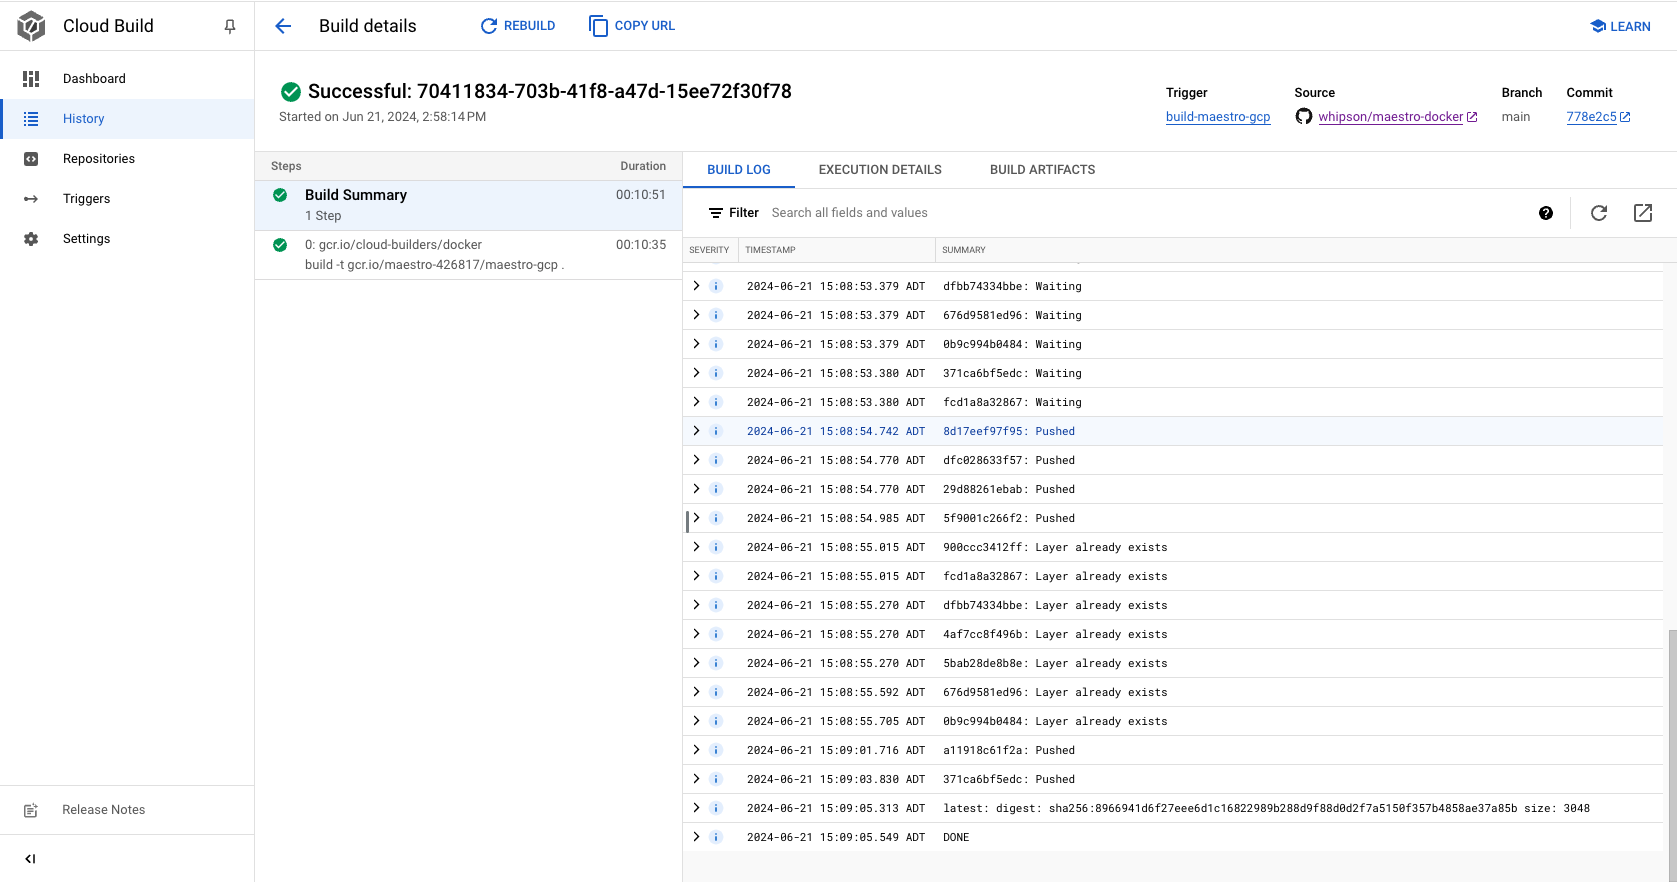 Cloud Build
Build details
REBUILD
COPY URL
LEARN
Dashboard
History
Repositories
Triggers
Settings
Release Notes
Successful: 70411834-703b-41f8-a47d-15ee72f30f78
Started on Jun 21, 2024, 2:58:14 PM
Trigger
build-maestro-gcp
Source
whipson/maestro-docker
Branch
main
Commit
778e2c5
Steps Duration
Build Summary 00:10:51
1 Step
0: gcr.io/cloud-builders/docker 00:10:35
build -t gcr.io/maestro-426817/maestro-gcp .
BUILD LOG EXECUTION DETAILS BUILD ARTIFACTS
Filter Search all fields and values
SEVERITY TIMESTAMP SUMMARY
2024-06-21 15:08:53.379 ADT dfbb74334bbe: Waiting
2024-06-21 15:08:53.379 ADT 676d9581ed96: Waiting
2024-06-21 15:08:53.379 ADT 0b9c994b0484: Waiting
2024-06-21 15:08:53.380 ADT 371ca6bf5edc: Waiting
2024-06-21 15:08:53.380 ADT fcd1a8a32867: Waiting
2024-06-21 15:08:54.742 ADT 8d17eef97f95: Pushed
2024-06-21 15:08:54.770 ADT dfc028633f57: Pushed
2024-06-21 15:08:54.770 ADT 29d88261ebab: Pushed
2024-06-21 15:08:54.985 ADT 5f9001c266f2: Pushed
2024-06-21 15:08:55.015 ADT 900ccc3412ff: Layer already exists
2024-06-21 15:08:55.015 ADT fcd1a8a32867: Layer already exists
2024-06-21 15:08:55.270 ADT dfbb74334bbe: Layer already exists
2024-06-21 15:08:55.270 ADT 4af7cc8f496b: Layer already exists
2024-06-21 15:08:55.270 ADT 5bab28de8b8e: Layer already exists
2024-06-21 15:08:55.592 ADT 676d9581ed96: Layer already exists
2024-06-21 15:08:55.705 ADT 0b9c994b0484: Layer already exists
2024-06-21 15:09:01.716 ADT a11918c61f2a: Pushed
2024-06-21 15:09:03.830 ADT 371ca6bf5edc: Pushed
2024-06-21 15:09:05.313 ADT latest: digest: sha256:8966941d6f27eee6d1c16822989b288d9f88d0d2f7a5150f357b4858ae37a85b size: 3048
2024-06-21 15:09:05.549 ADT DONE